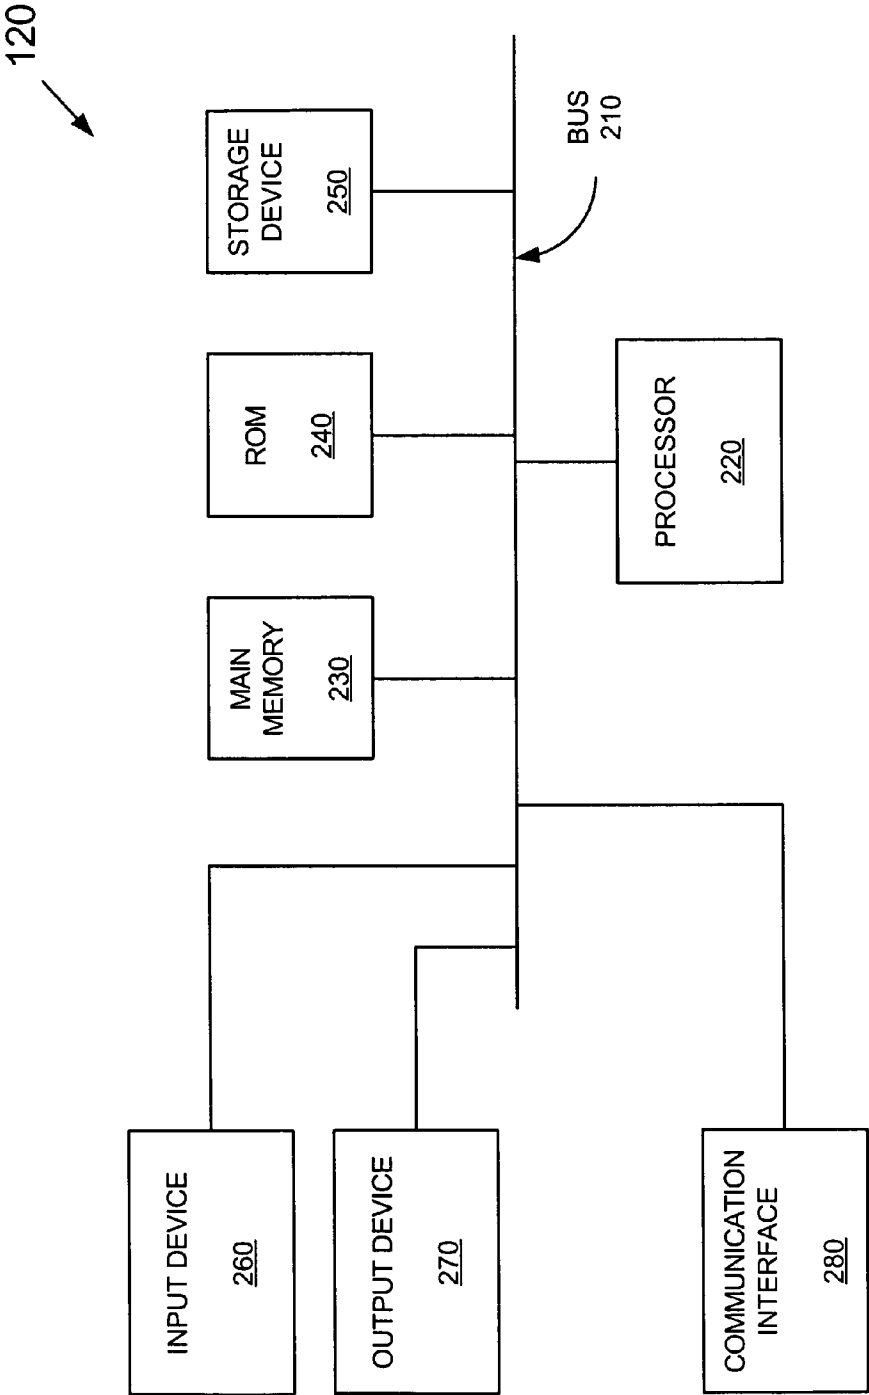 120
INPUT DEVICE
260
MAIN
MEMORY
230
ROM
240
STORAGE
DEVICE
250
OUTPUT DEVICE
270
BUS
210
PROCESSOR
220
COMMUNICATION
INTERFACE
280